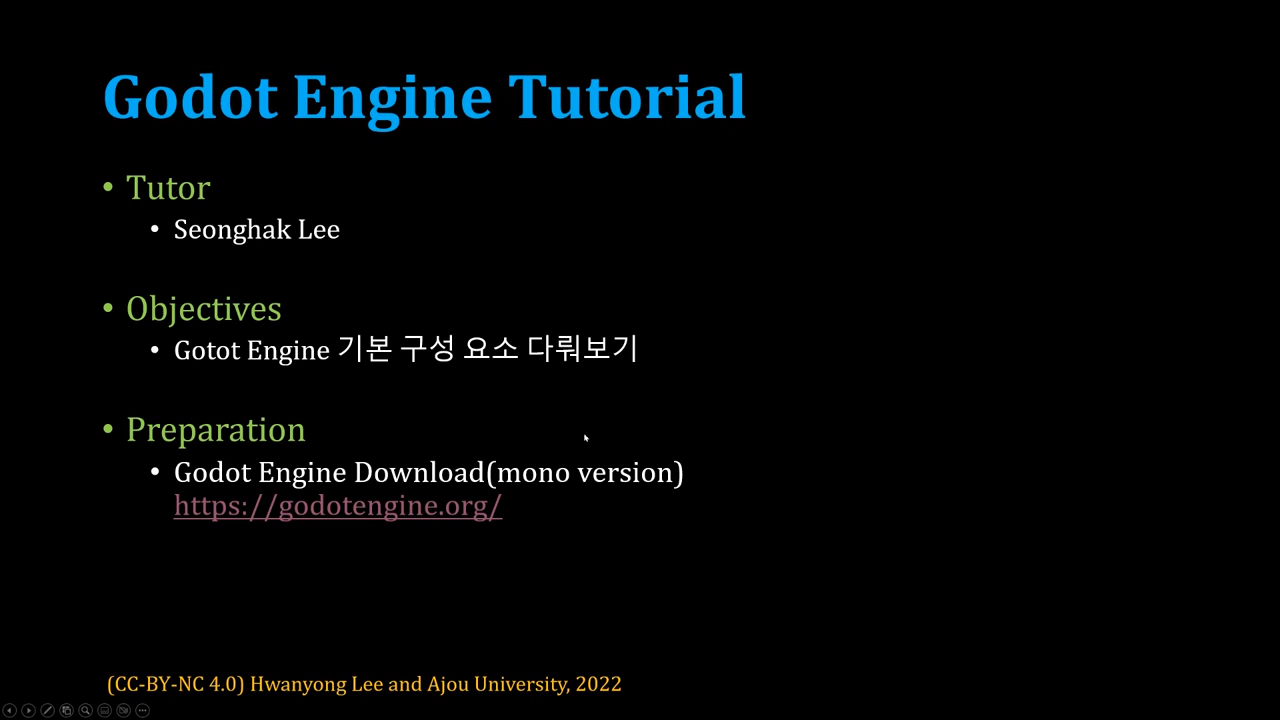 Godot Engine Tutorial
• Tutor
• Seonghak Lee
• Objectives
• Gotot Engine 기본 구성 요소 다뤄보기
• Preparation
• Godot Engine Download(mono version)
https://godotengine.org/
(CC-BY-NC 4.0) Hwanyong Lee and Ajou University, 2022